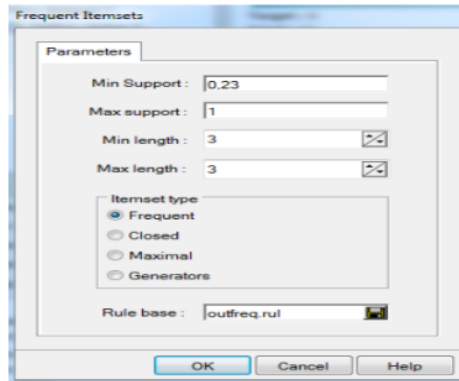 Frequent Itemsets
Parameters
Min Support : 0,23
Max support : 1
Min length : 3
Max length : 3
Itemset type
Frequent
Closed
Maximal
Generators
Rule base : outfreq.rul
OK Cancel Help